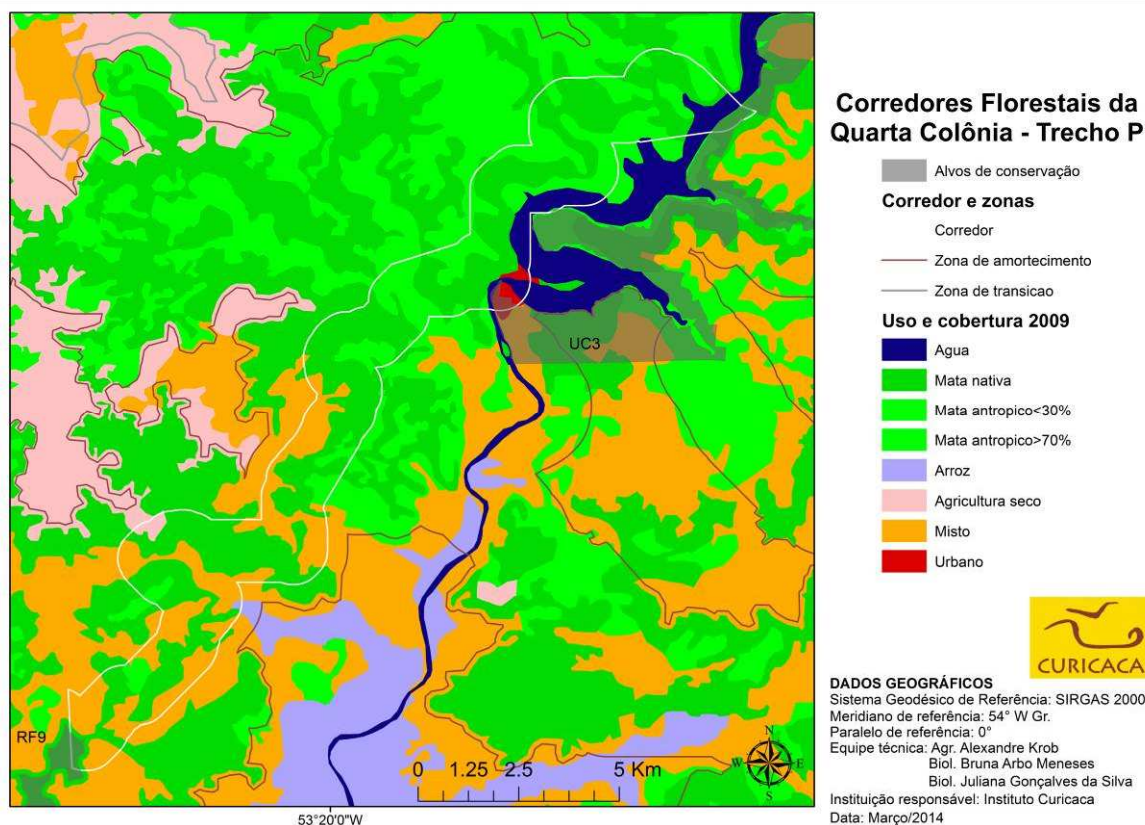 Corredores Florestais da
Quarta Colônia - Trecho P
Alvos de conservação
Corredor e zonas
Corredor
Zona de amortecimento
Zona de transicao
Uso e cobertura 2009
Agua
Mata nativa
Mata antropico<30%
Mata antropico>70%
Arroz
Agricultura seco
Misto
Urbano
UC3
RF9
N
W
E
S
0 1.25 2.5 5 Km
53°20'0"W
CURICACA
DADOS GEOGRÁFICOS
Sistema Geodésico de Referência: SIRGAS 2000
Meridiano de referência: 54° W Gr.
Paralelo de referência: 0°
Equipe técnica: Agr. Alexandre Krob
Biol. Bruna Arbo Meneses
Biol. Juliana Gonçalves da Silva
Instituição responsável: Instituto Curicaca
Data: Março/2014